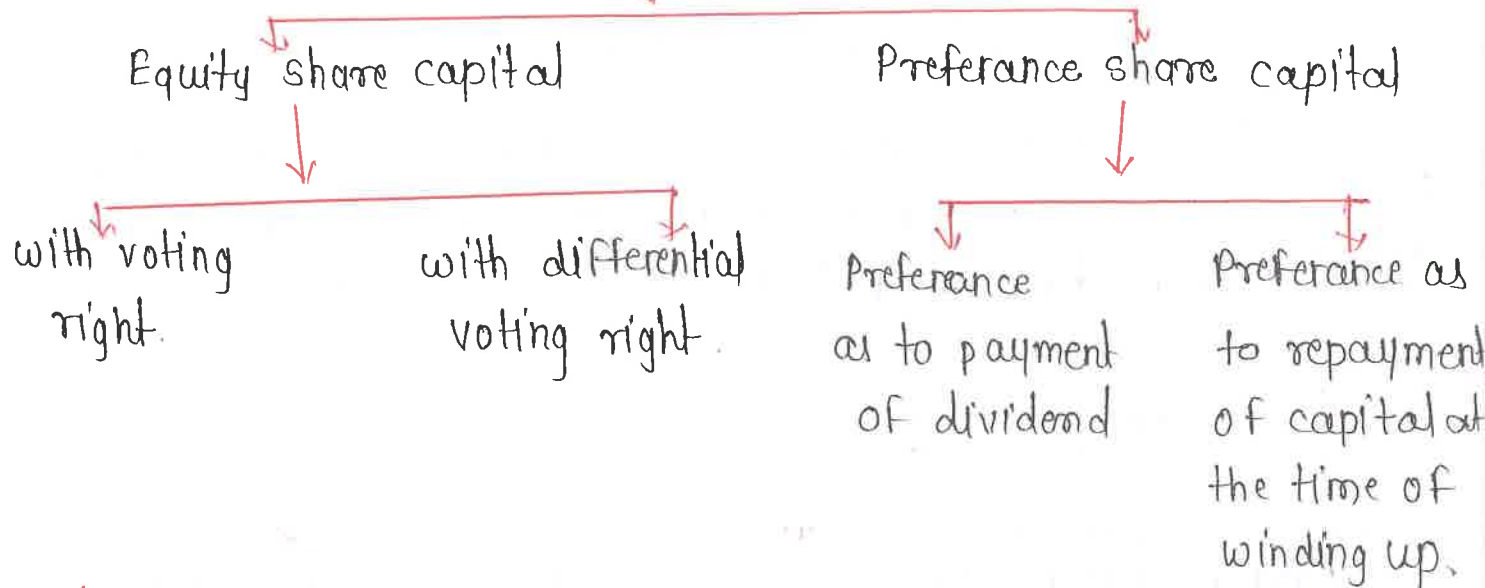 Equity share capital
Preferance share capital
with voting
right.
with differential
voting right.
Preferance
as to payment
of dividend
Preferance as
to repayment
of capital at
the time of
winding up.